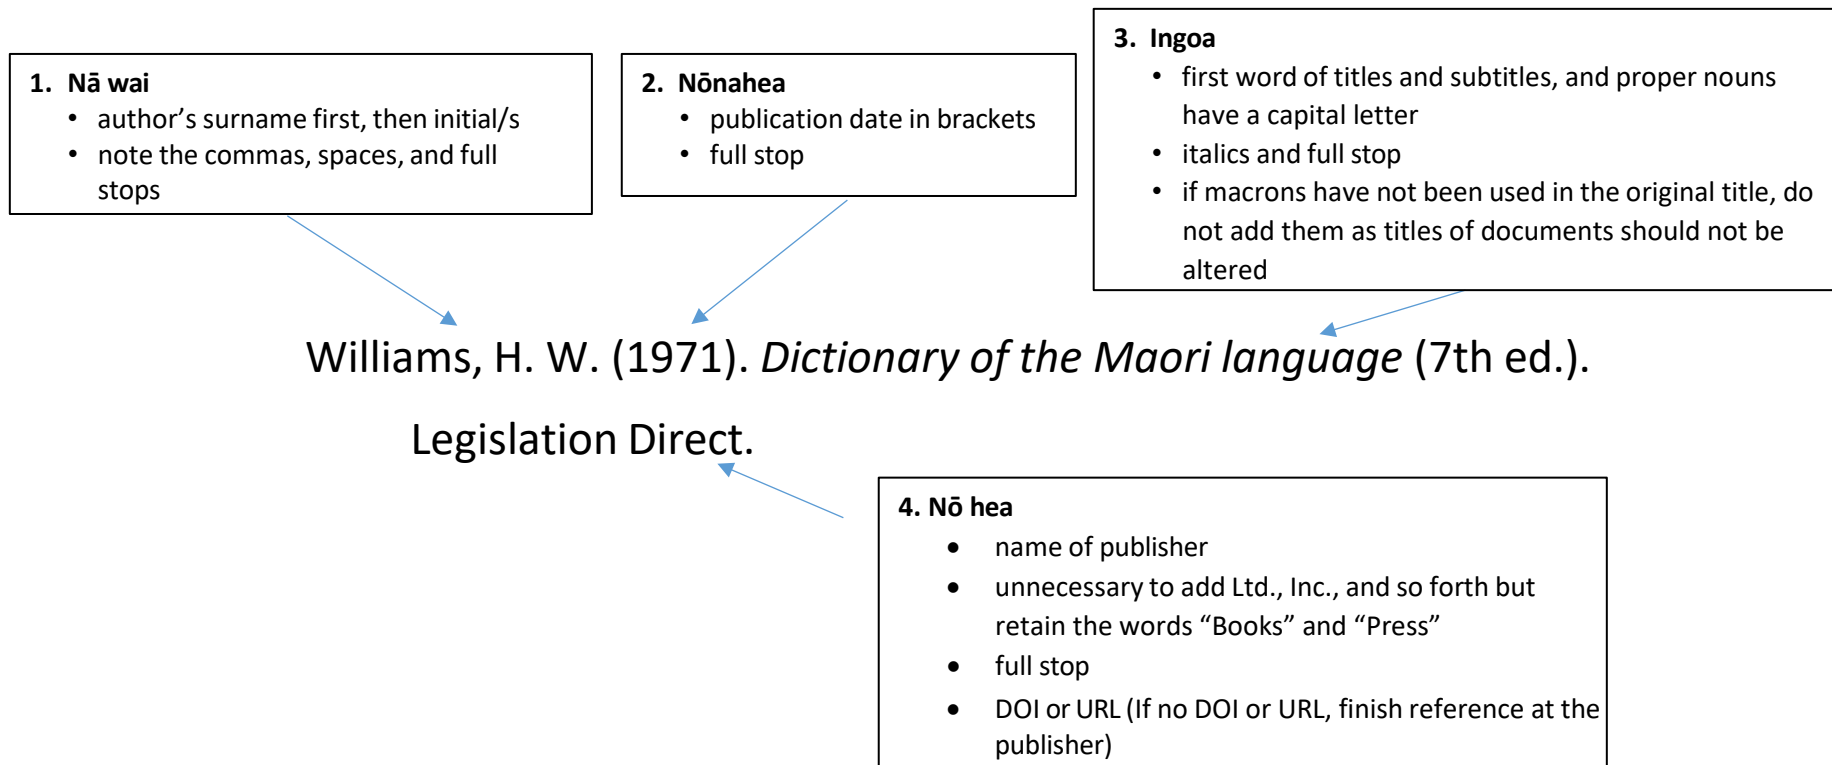 1. Nā wai
• author’s surname first, then initial/s
• note the commas, spaces, and full
stops
2. Nōnahea
• publication date in brackets
• full stop
3. Ingoa
• first word of titles and subtitles, and proper nouns
have a capital letter
• italics and full stop
• if macrons have not been used in the original title, do
not add them as titles of documents should not be
altered
Williams, H. W. (1971). Dictionary of the Maori language (7th ed.).
Legislation Direct.
4. Nō hea
• name of publisher
• unnecessary to add Ltd., Inc., and so forth but
retain the words “Books” and “Press”
• full stop
• DOI or URL (If no DOI or URL, finish reference at the
publisher)